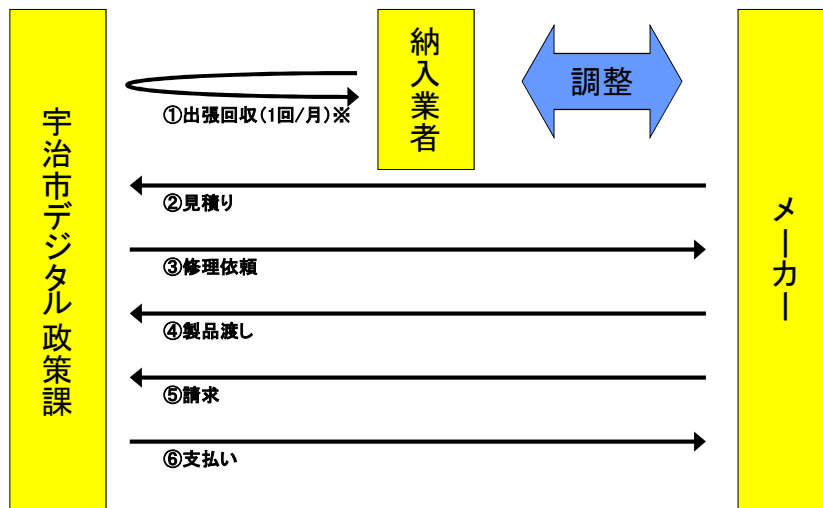 宇治市デジタル政策課
納入業者
調整
メーカー
①出張回収(1回/月)※
②見積り
③修理依頼
④製品渡し
⑤請求
⑥支払い